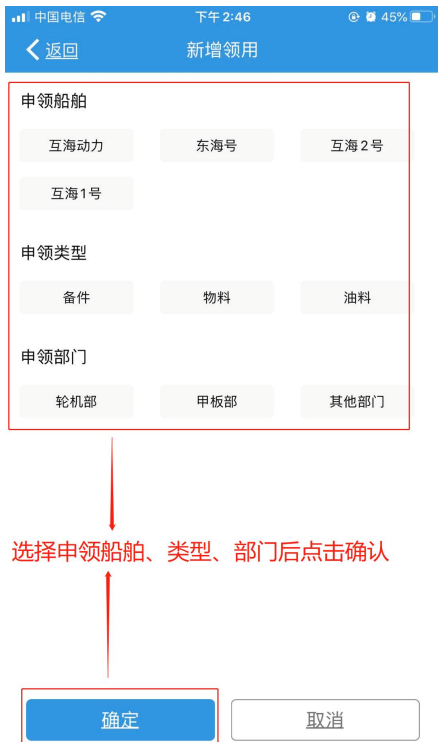 中国电信 下午2:46 45%
返回 新增领用
申领船舶
互海动力 东海号 互海2号
互海1号
申领类型
备件 物料 油料
申领部门
轮机部 甲板部 其他部门
选择申领船舶、类型、部门后点击确认
确定 取消